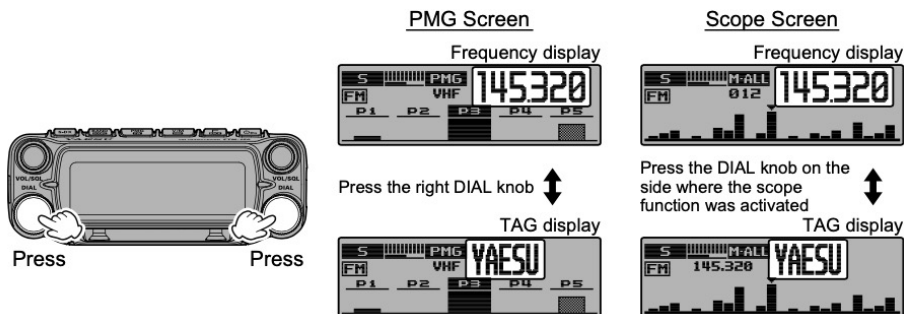 PMG Screen
Frequency display
S PMG 145.320
FM VHF
P1 P2 P3 P4 P5
Press the right DIAL knob
TAG display
S PMG YAESU
FM VHF
P1 P2 P3 P4 P5
Scope Screen
Frequency display
S M-ALL 145.320
FM 012
Press the DIAL knob on the
side where the scope
function was activated
TAG display
S M-ALL YAESU
FM 145.320
VOL/SQL VOL/SQL
DIAL DIAL
Press Press